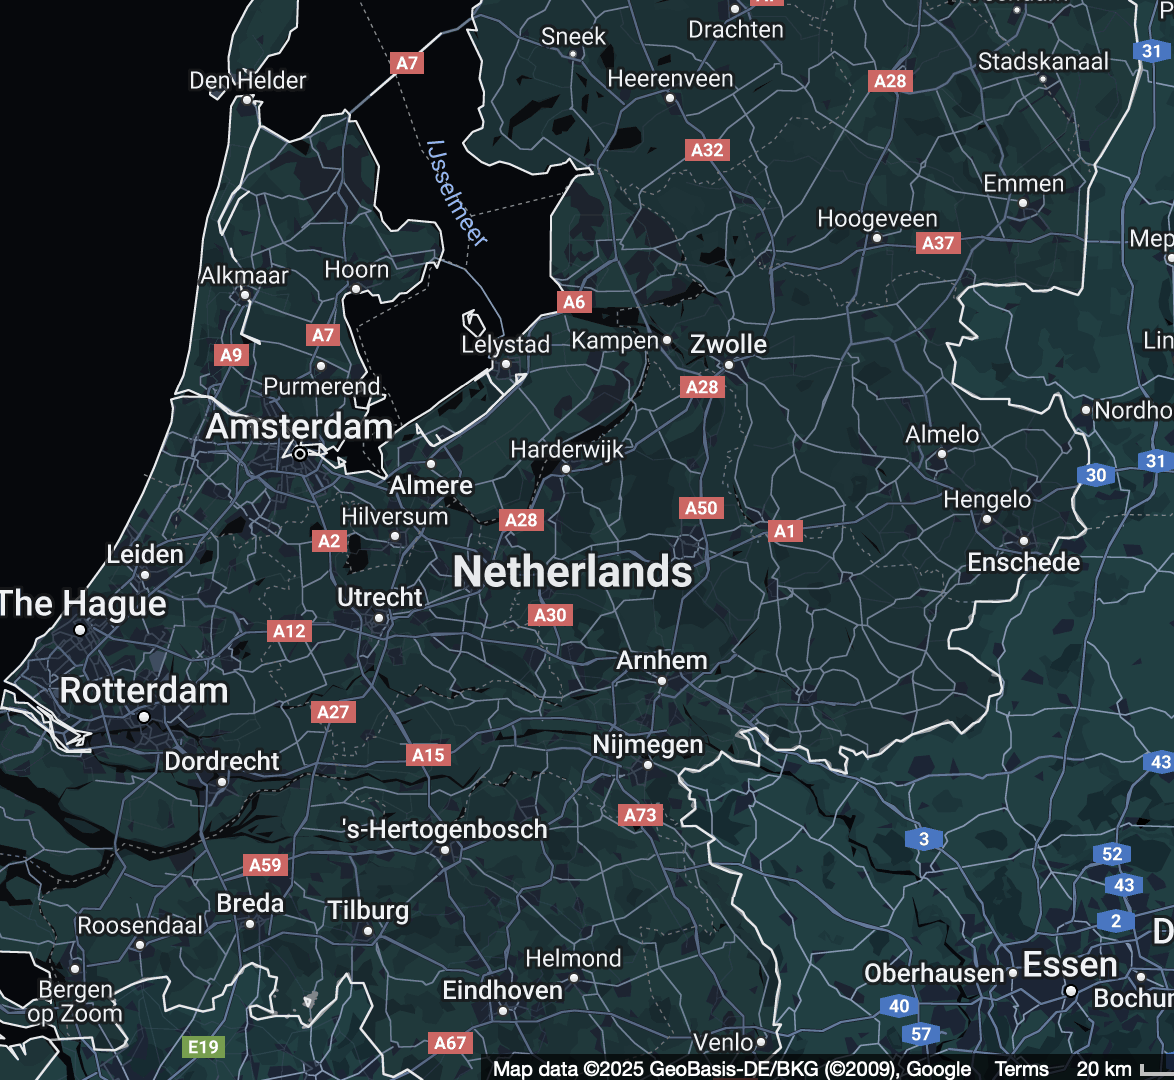 Sneek
Drachten
Stadskanaal
31
Den Helder
A7
Heerenveen
A28
IJsselmeer
A32
Emmen
Hoogeveen
A37
Mep
Alkmaar
Hoorn
A6
A7
A9
Lelystad
Kampen
Zwolle
Lin
Purmerend
A28
Nordho
Amsterdam
Almelo
Harderwijk
30
31
Almere
Hengelo
Hilversum
A28
A50
A1
A2
Leiden
Netherlands
Enschede
The Hague
Utrecht
A30
A12
Arnhem
Rotterdam
A27
Nijmegen
A15
Dordrecht
43
A73
's-Hertogenbosch
3
52
A59
43
Breda
Tilburg
2
Roosendaal
D
Helmond
Oberhausen
Essen
Bergen
op Zoom
Eindhoven
Bochum
40
57
E19
A67
Venlo
Map data ©2025 GeoBasis-DE/BKG (©2009), Google
Terms
20 km